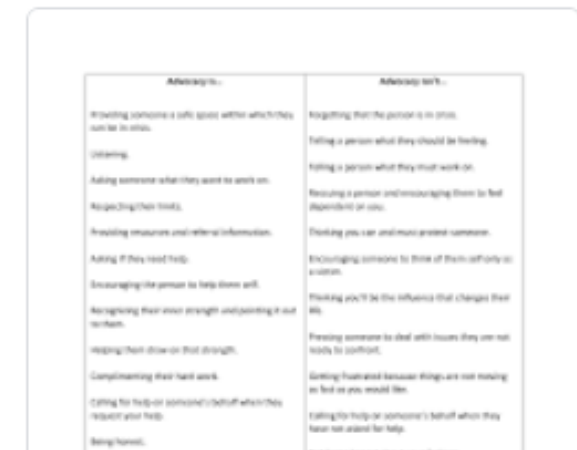 Advocacy is...
Providing someone a safe space within which they
can be in crisis.
Listening.
Asking someone what they want to work on.
Respecting their limits.
Providing resources and referral information.
Asking if they need help.
Encouraging the person to help them self.
Recognizing their inner strength and pointing it out
to them.
Helping them draw on that strength.
Complimenting their hard work.
Calling for help on someone's behalf when they
request your help.
Being honest.
Advocacy isn't...
Forgetting that the person is in crisis.
Telling a person what they should be feeling.
Telling a person what they must work on.
Rescuing a person and encouraging them to feel
dependent on you.
Thinking you can and must protect someone.
Encouraging someone to think of them self only as
a victim.
Thinking you'll be the influence that changes their
life.
Pressing someone to deal with issues they are not
ready to confront.
Getting frustrated because things are not moving
as fast as you would like.
Calling for help on someone's behalf when they
have not asked for help.